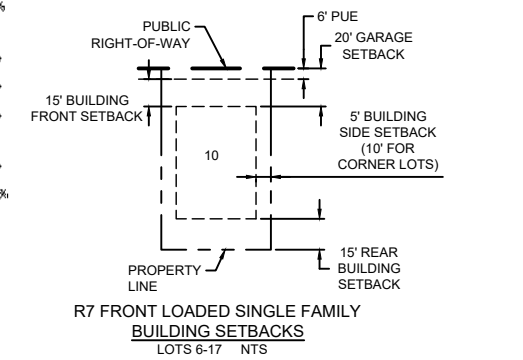 %
PUBLIC
RIGHT-OF-WAY
6' PUE
20' GARAGE
SETBACK
15' BUILDING
FRONT SETBACK
5' BUILDING
SIDE SETBACK
(10' FOR
CORNER LOTS)
10
%
PROPERTY
LINE
15' REAR
BUILDING
SETBACK
R7 FRONT LOADED SINGLE FAMILY
BUILDING SETBACKS
LOTS 6-17 NTS